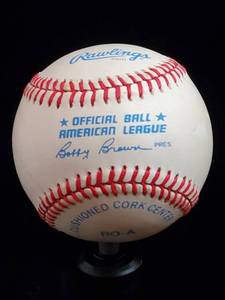 Rawlings
★ OFFICIAL BALL ★
AMERICAN LEAGUE
Bobby Brown PRES.
CUSHIONED CORK CENTER
RO-A